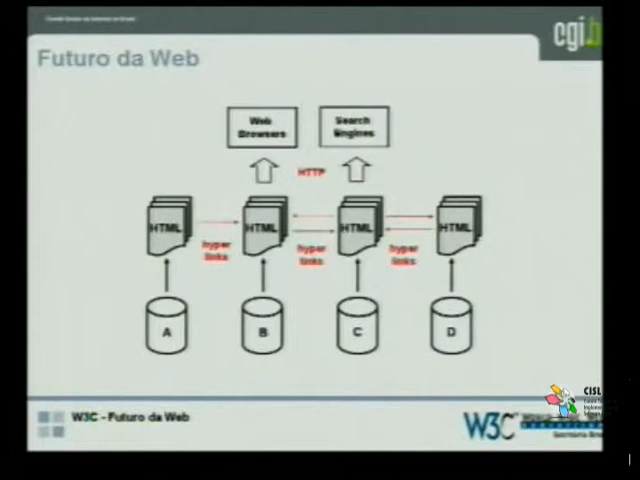 cgi.b
Futuro da Web
Web
Browsers
Search
Engines
HTTP
HTML
HTML
HTML
HTML
hyper
links
hyper
links
hyper
links
A
B
C
D
CISL
W3C - Futuro da Web
W3C